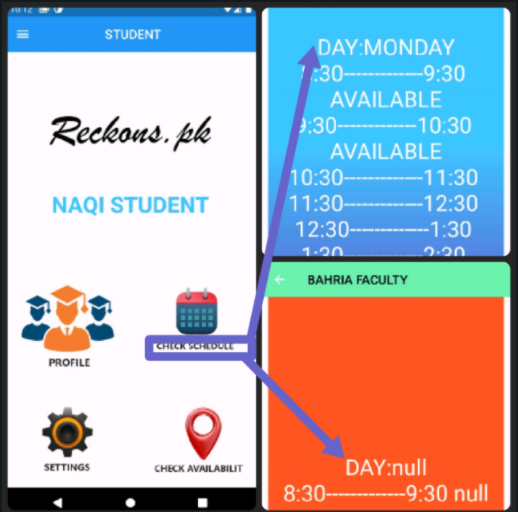 10:12
STUDENT
Reckons.pk
NAQI STUDENT
PROFILE
CHECK SCHEDULE
SETTINGS
CHECK AVAILABILIT
DAY:MONDAY
8:30-------------9:30
AVAILABLE
9:30-------------10:30
AVAILABLE
10:30-------------11:30
11:30-------------12:30
12:30-------------1:30
1:30-------------2:30
BAHRIA FACULTY
DAY:null
8:30-------------9:30 null